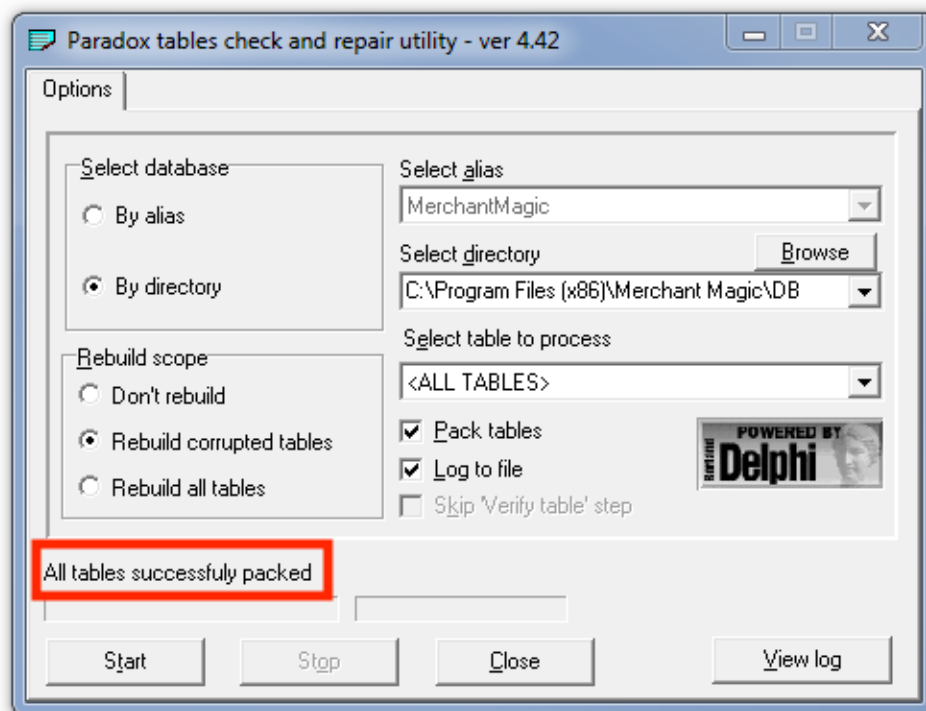 Paradox tables check and repair utility - ver 4.42
Options
Select database
By alias
By directory
Select alias
MerchantMagic
Select directory
Browse
C:\Program Files (x86)\Merchant Magic\DB
Select table to process
<ALL TABLES>
Rebuild scope
Don't rebuild
Rebuild corrupted tables
Rebuild all tables
Pack tables
Log to file
Skip 'Verify table' step
POWERED BY
Borland
Delphi
All tables successfuly packed
Start
Stop
Close
View log